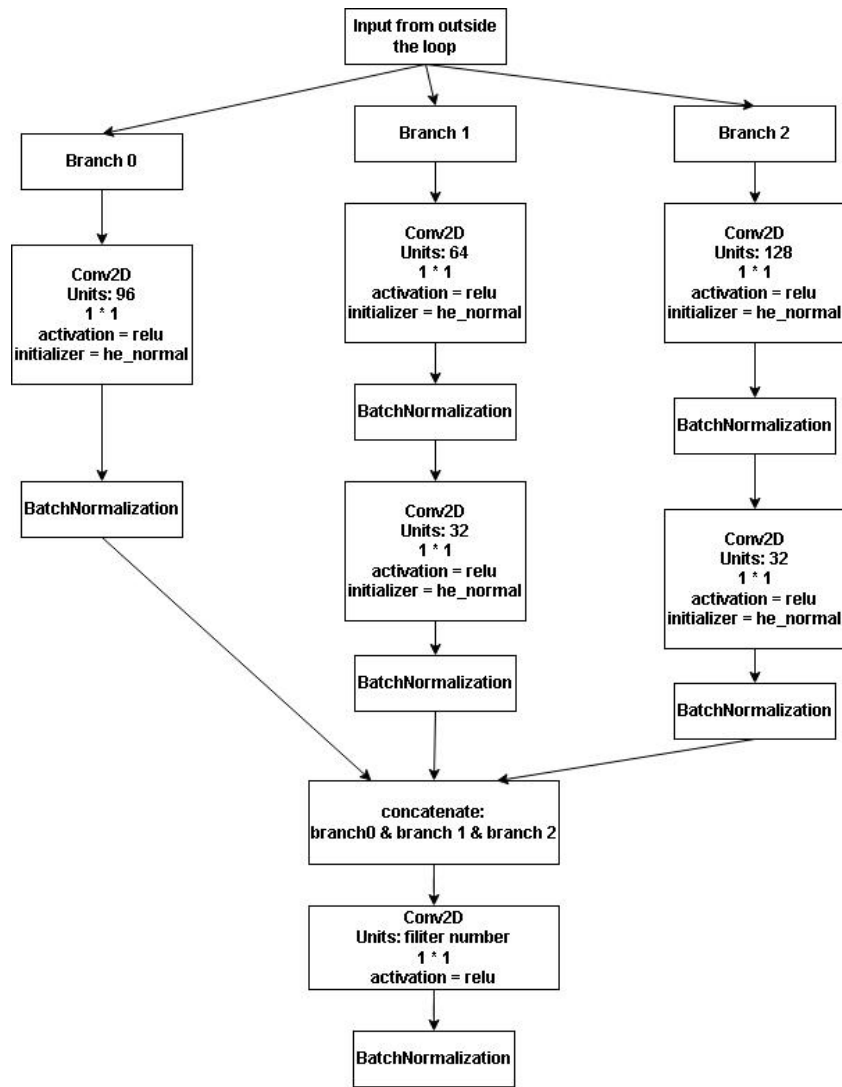 Input from outside
the loop
Branch 0
Branch 1
Branch 2
Conv2D
Units: 96
1 * 1
activation = relu
initializer = he_normal
Conv2D
Units: 64
1 * 1
activation = relu
initializer = he_normal
Conv2D
Units: 128
1 * 1
activation = relu
initializer = he_normal
BatchNormalization
BatchNormalization
BatchNormalization
Conv2D
Units: 32
1 * 1
activation = relu
initializer = he_normal
Conv2D
Units: 32
1 * 1
activation = relu
initializer = he_normal
BatchNormalization
BatchNormalization
concatenate:
branch0 & branch 1 & branch 2
Conv2D
Units: filiter number
1 * 1
activation = relu
BatchNormalization